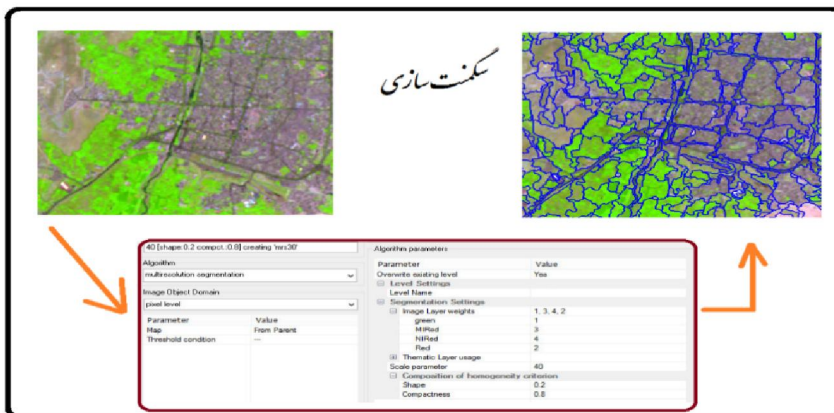 سگمنت سازی
40 [shape:0.2 compct.:0.8] creating 'mrs30'
Algorithm
multiresolution segmentation
Image Object Domain
pixel level
Parameter Value
Map From Parent
Threshold condition ---
Algorithm parameters
Parameter Value
Overwrite existing level Yes
Level Settings
Level Name
Segmentation Settings
Image Layer weights 1, 3, 4, 2
green 1
MIRed 3
NIRed 4
Red 2
Thematic Layer usage
Scale parameter 40
Composition of homogeneity criterion
Shape 0.2
Compactness 0.8